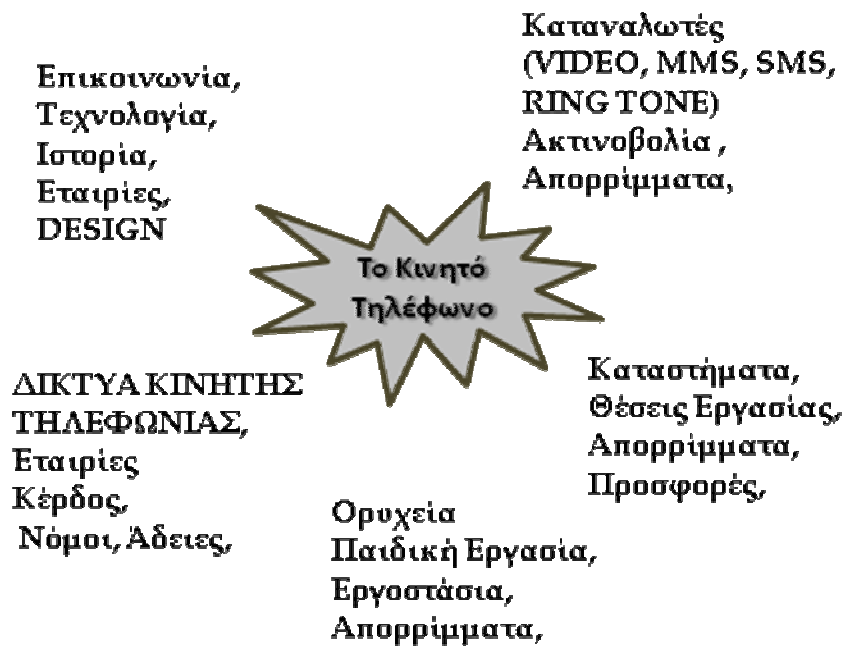 Επικοινωνία,
Τεχνολογία,
Ιστορία,
Εταιρίες,
DESIGN
Καταναλωτές
(VIDEO, MMS, SMS,
RING TONE)
Ακτινοβολία ,
Απορρίμματα,
Το Κινητό
Τηλέφωνο
ΔΙΚΤΥΑ ΚΙΝΗΤΗΣ
ΤΗΛΕΦΩΝΙΑΣ,
Εταιρίες
Κέρδος,
Νόμοι, Άδειες,
Καταστήματα,
Θέσεις Εργασίας,
Απορρίμματα,
Προσφορές,
Ορυχεία
Παιδική Εργασία,
Εργοστάσια,
Απορρίμματα,